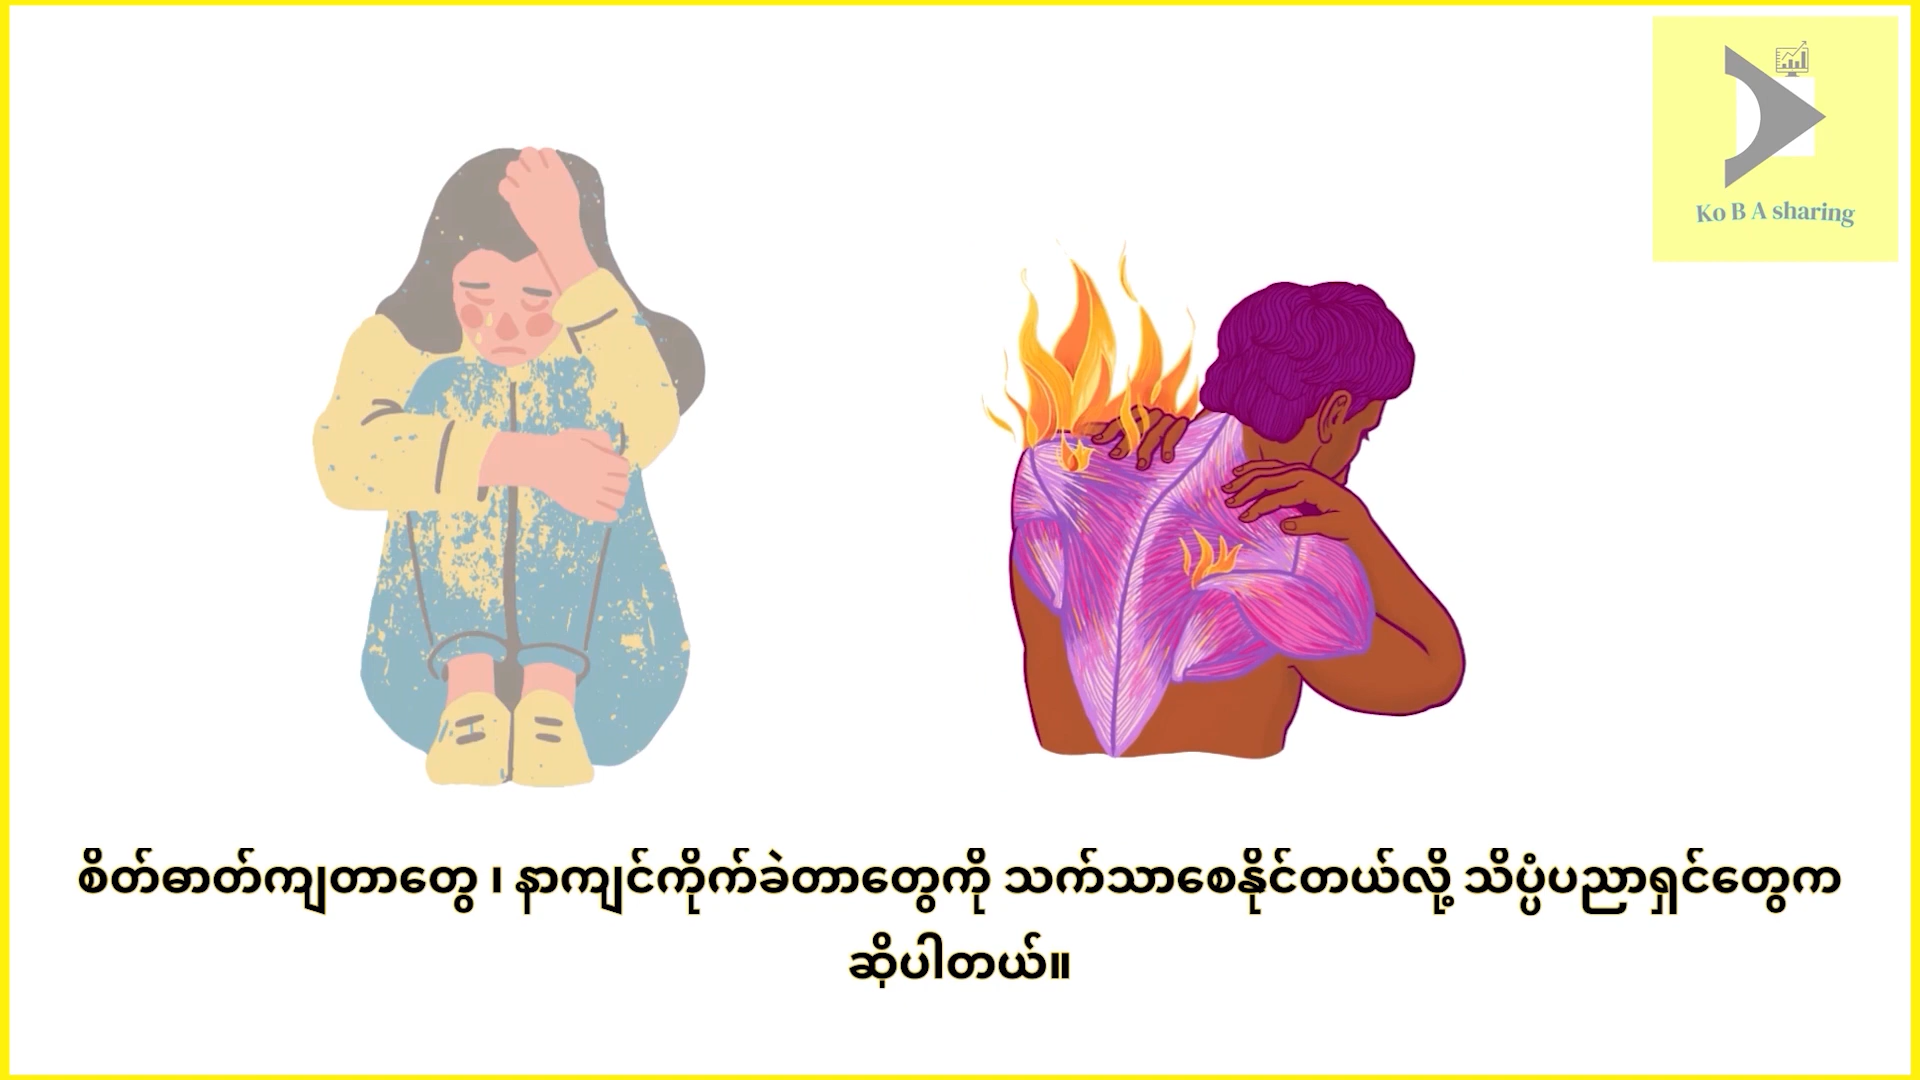 Ko B A sharing
စိတ်ဓာတ်ကျတာတွေ ၊ နာကျင်ကိုက်ခဲတာတွေကို သက်သာစေနိုင်တယ်လို့ သိပ္ပံပညာရှင်တွေက
ဆိုပါတယ်။